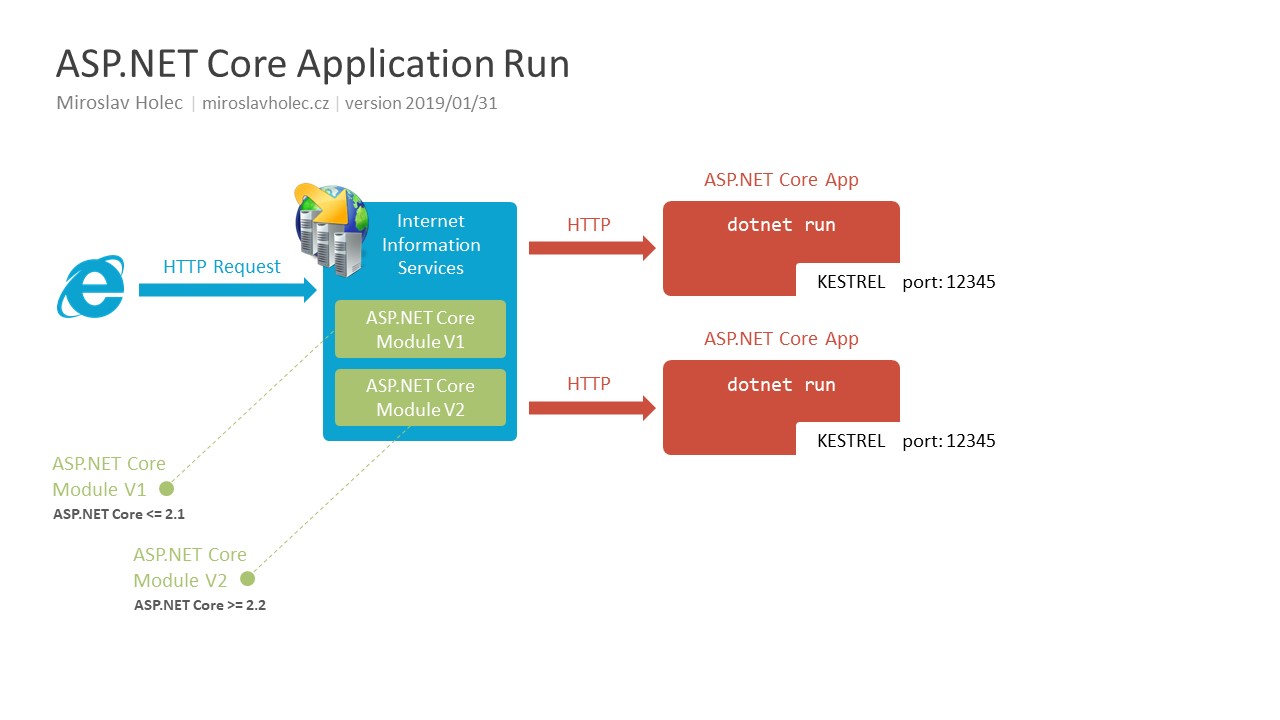 ASP.NET Core Application Run
Miroslav Holec | miroslavholec.cz | version 2019/01/31
HTTP Request
Internet
Information
Services
ASP.NET Core
Module V1
ASP.NET Core
Module V2
HTTP
ASP.NET Core App
dotnet run
KESTREL port: 12345
HTTP
ASP.NET Core App
dotnet run
KESTREL port: 12345
ASP.NET Core
Module V1
ASP.NET Core <= 2.1
ASP.NET Core
Module V2
ASP.NET Core >= 2.2